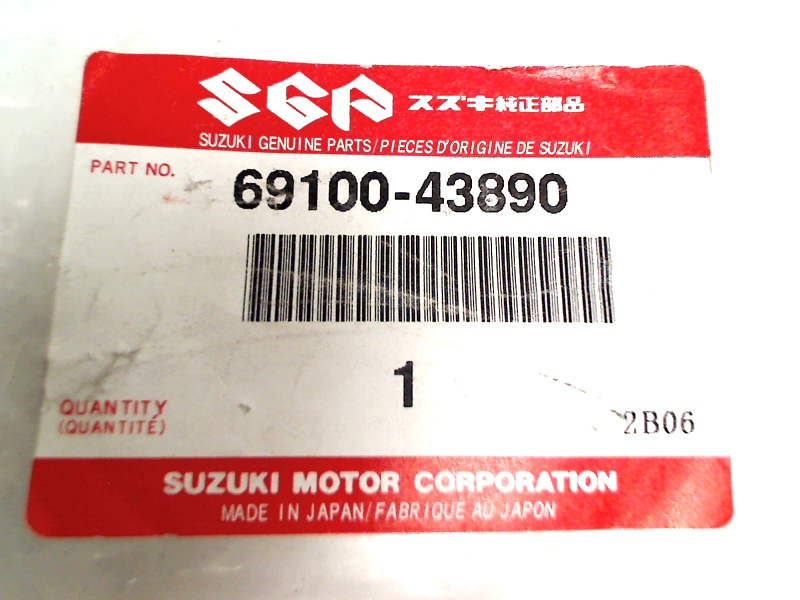 SGP スズキ純正部品
SUZUKI GENUINE PARTS/PIECES D'ORIGINE DE SUZUKI
PART NO. 69100-43890
1
QUANTITY
(QUANTITÉ)
2B06
SUZUKI MOTOR CORPORATION
MADE IN JAPAN/FABRIQUE AU JAPON